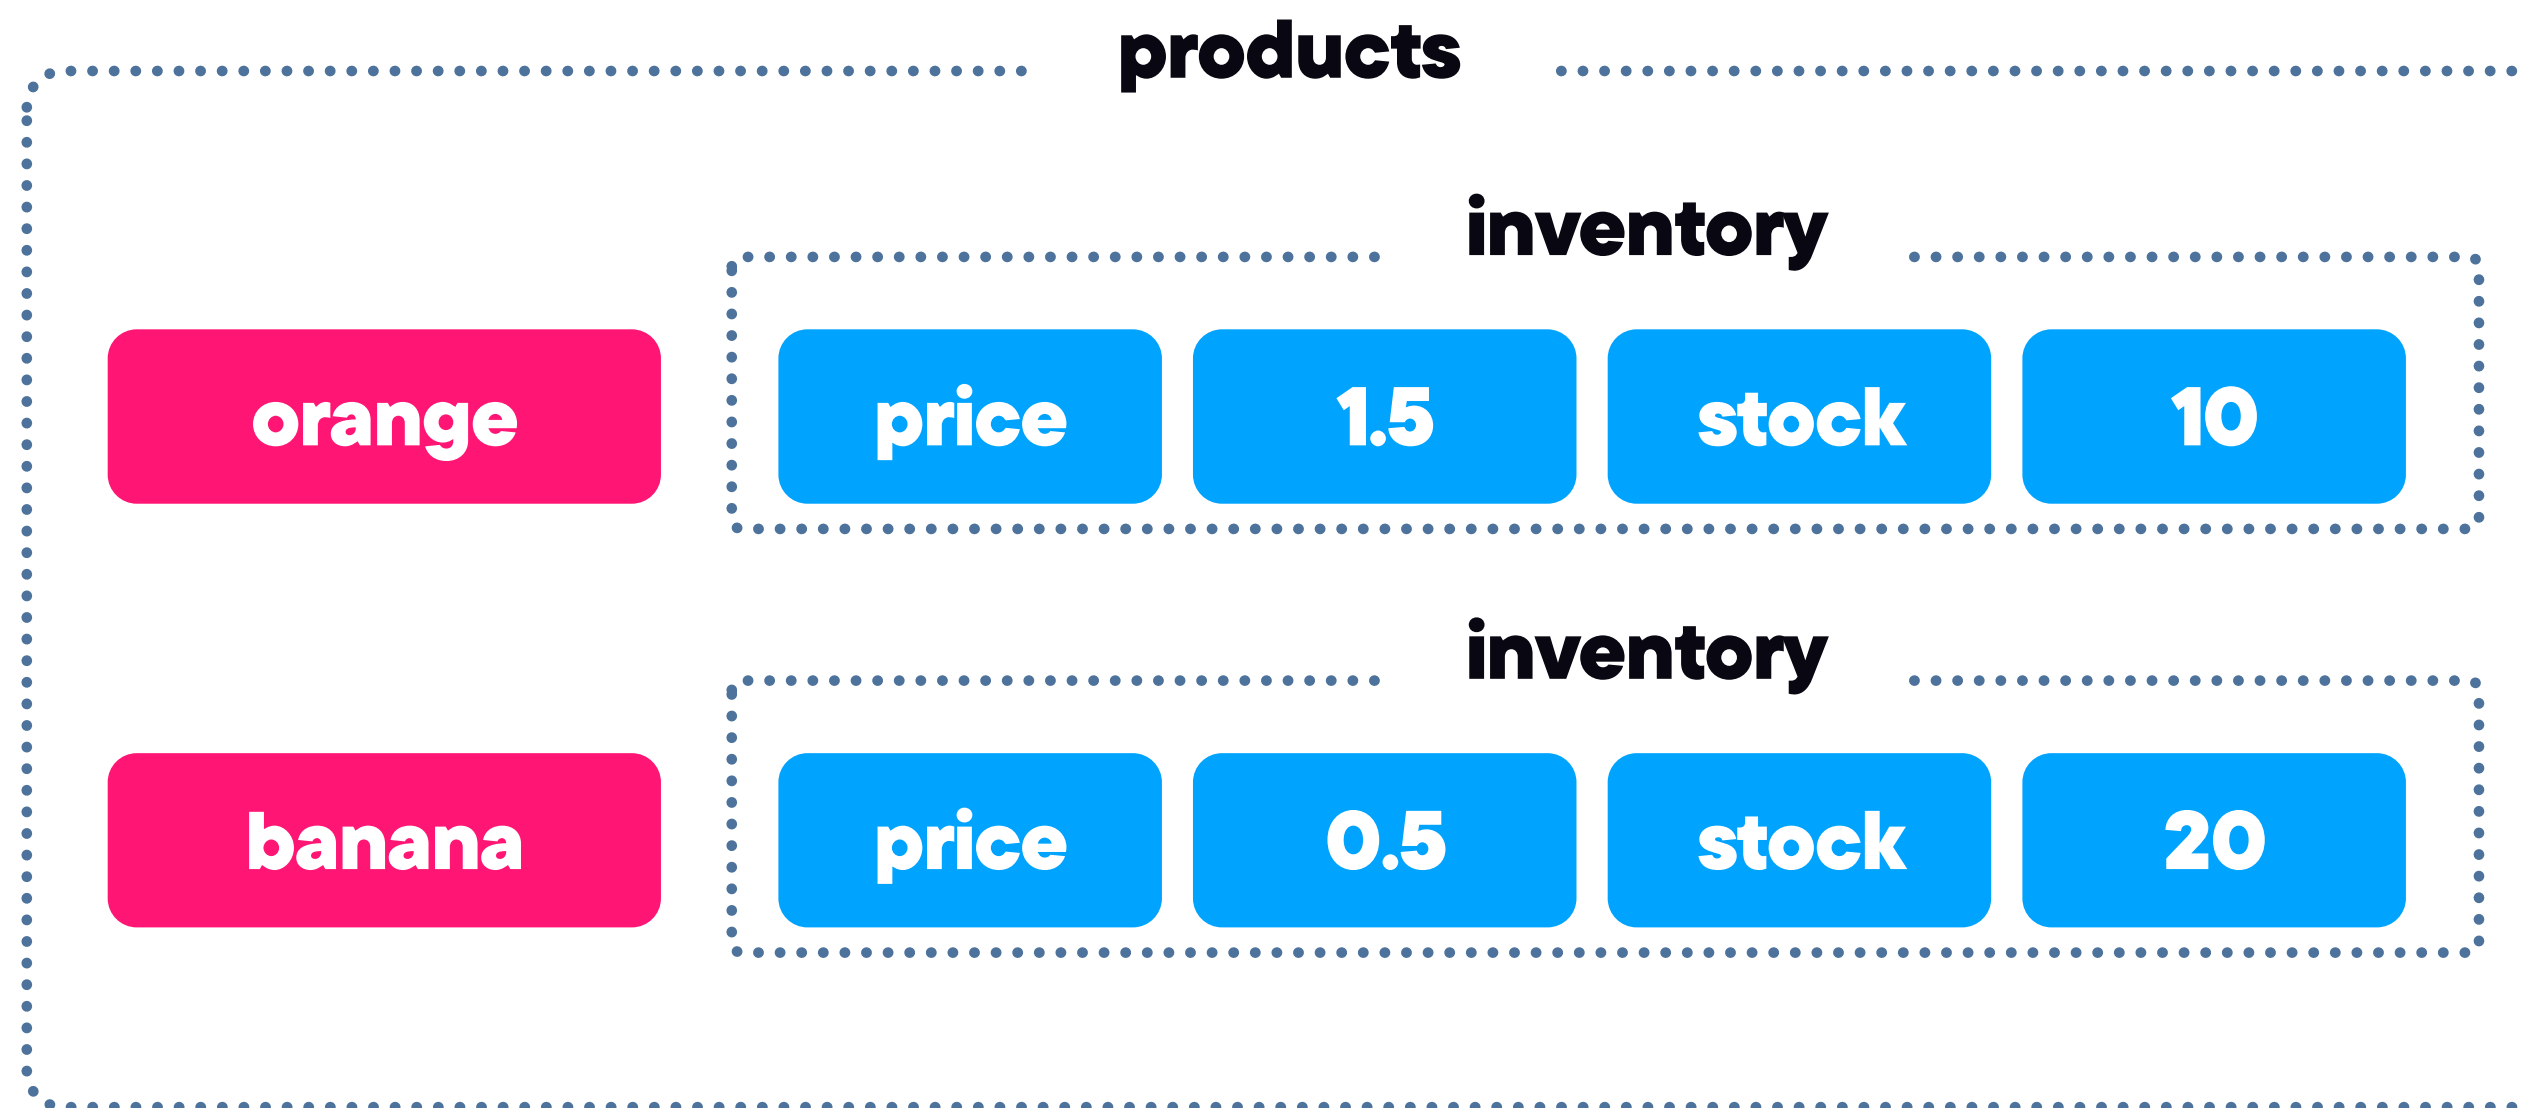 products
inventory
orange price 1.5 stock 10
inventory
banana price 0.5 stock 20